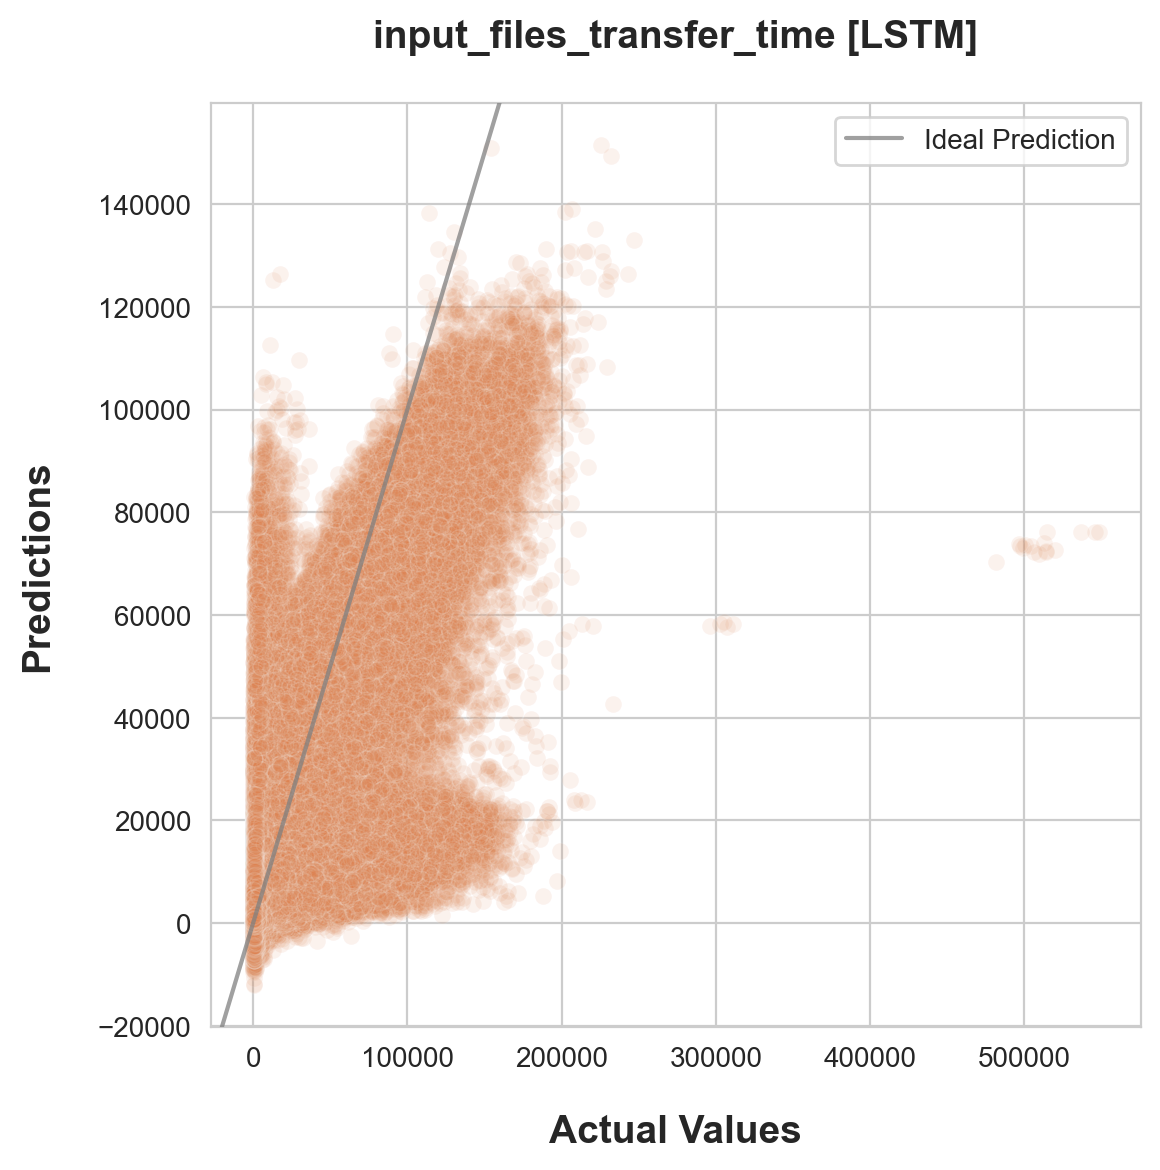 input_files_transfer_time [LSTM]
Ideal Prediction
Predictions
140000
120000
100000
80000
60000
40000
20000
0
−20000
0 100000 200000 300000 400000 500000
Actual Values